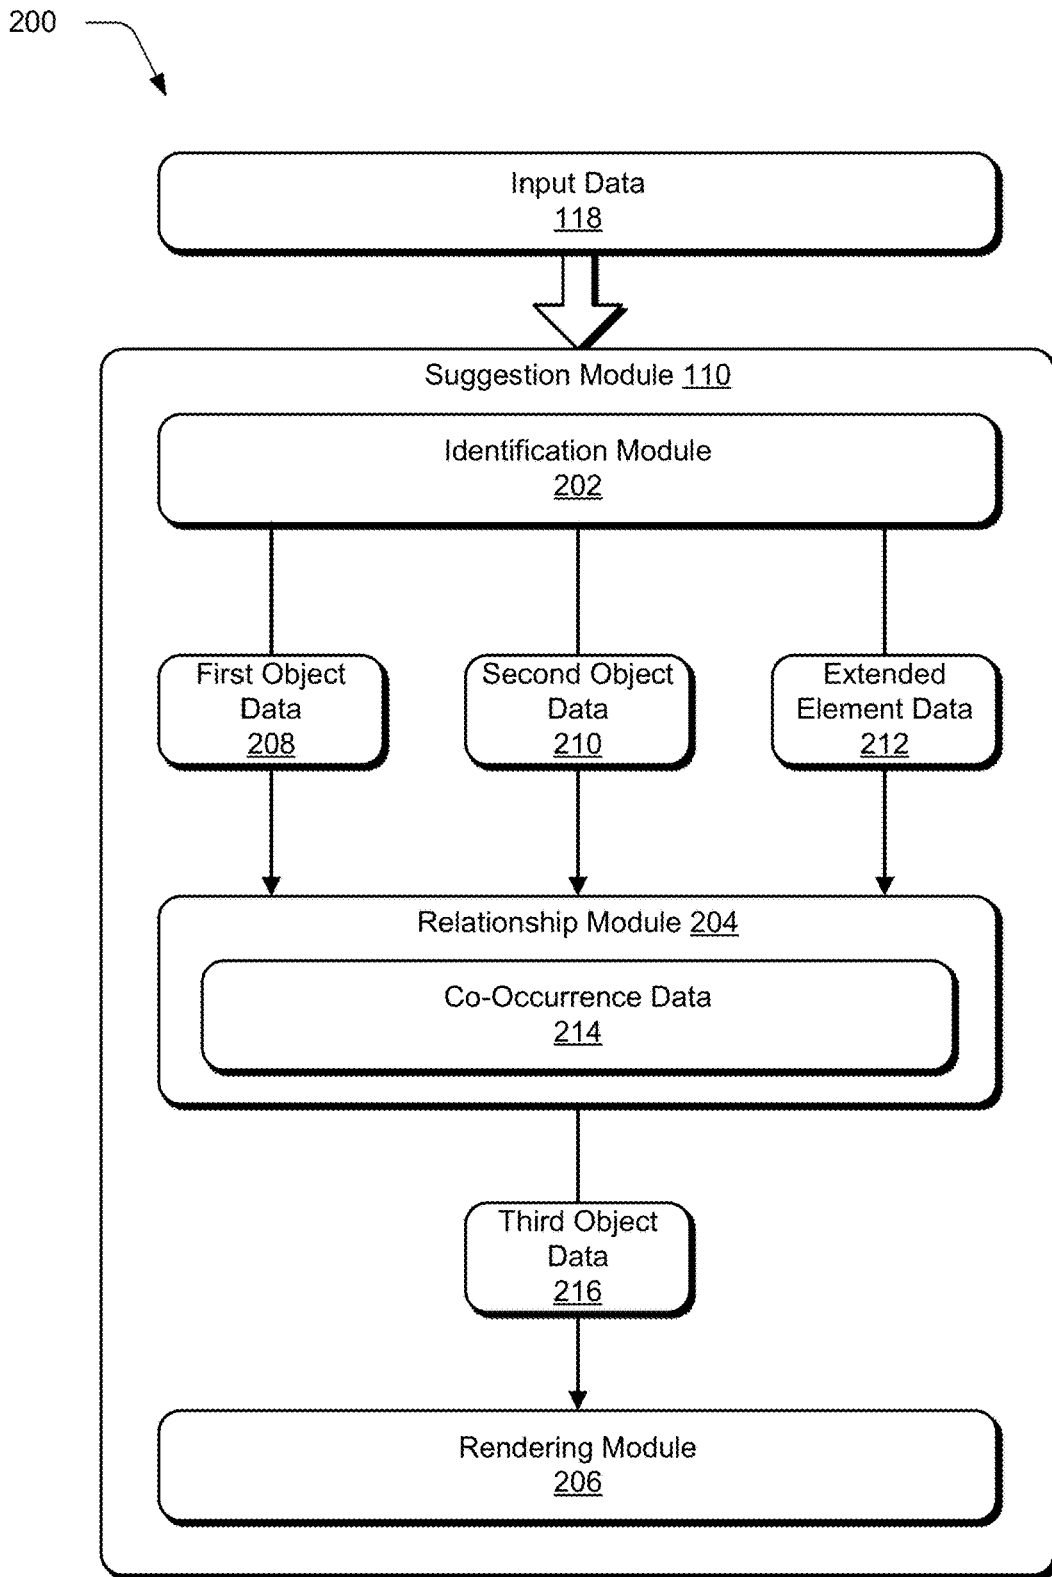 200
Input Data
118
Suggestion Module 110
Identification Module
202
First Object
Data
208
Second Object
Data
210
Extended
Element Data
212
Relationship Module 204
Co-Occurrence Data
214
Third Object
Data
216
Rendering Module
206